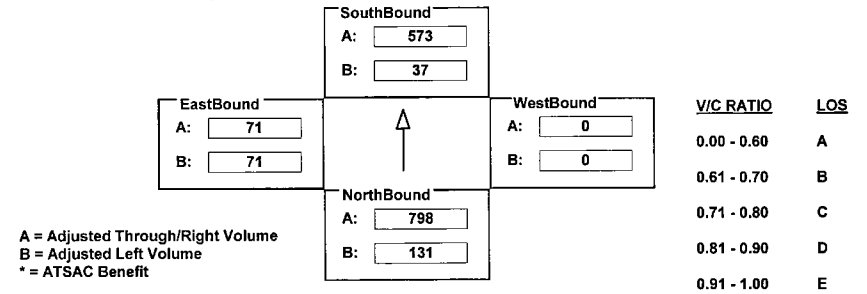 SouthBound
A: 573
B: 37
EastBound
A: 71
B: 71
WestBound
A: 0
B: 0
NorthBound
A: 798
B: 131
A = Adjusted Through/Right Volume
B = Adjusted Left Volume
* = ATSAC Benefit
V/C RATIO LOS
0.00 - 0.60 A
0.61 - 0.70 B
0.71 - 0.80 C
0.81 - 0.90 D
0.91 - 1.00 E